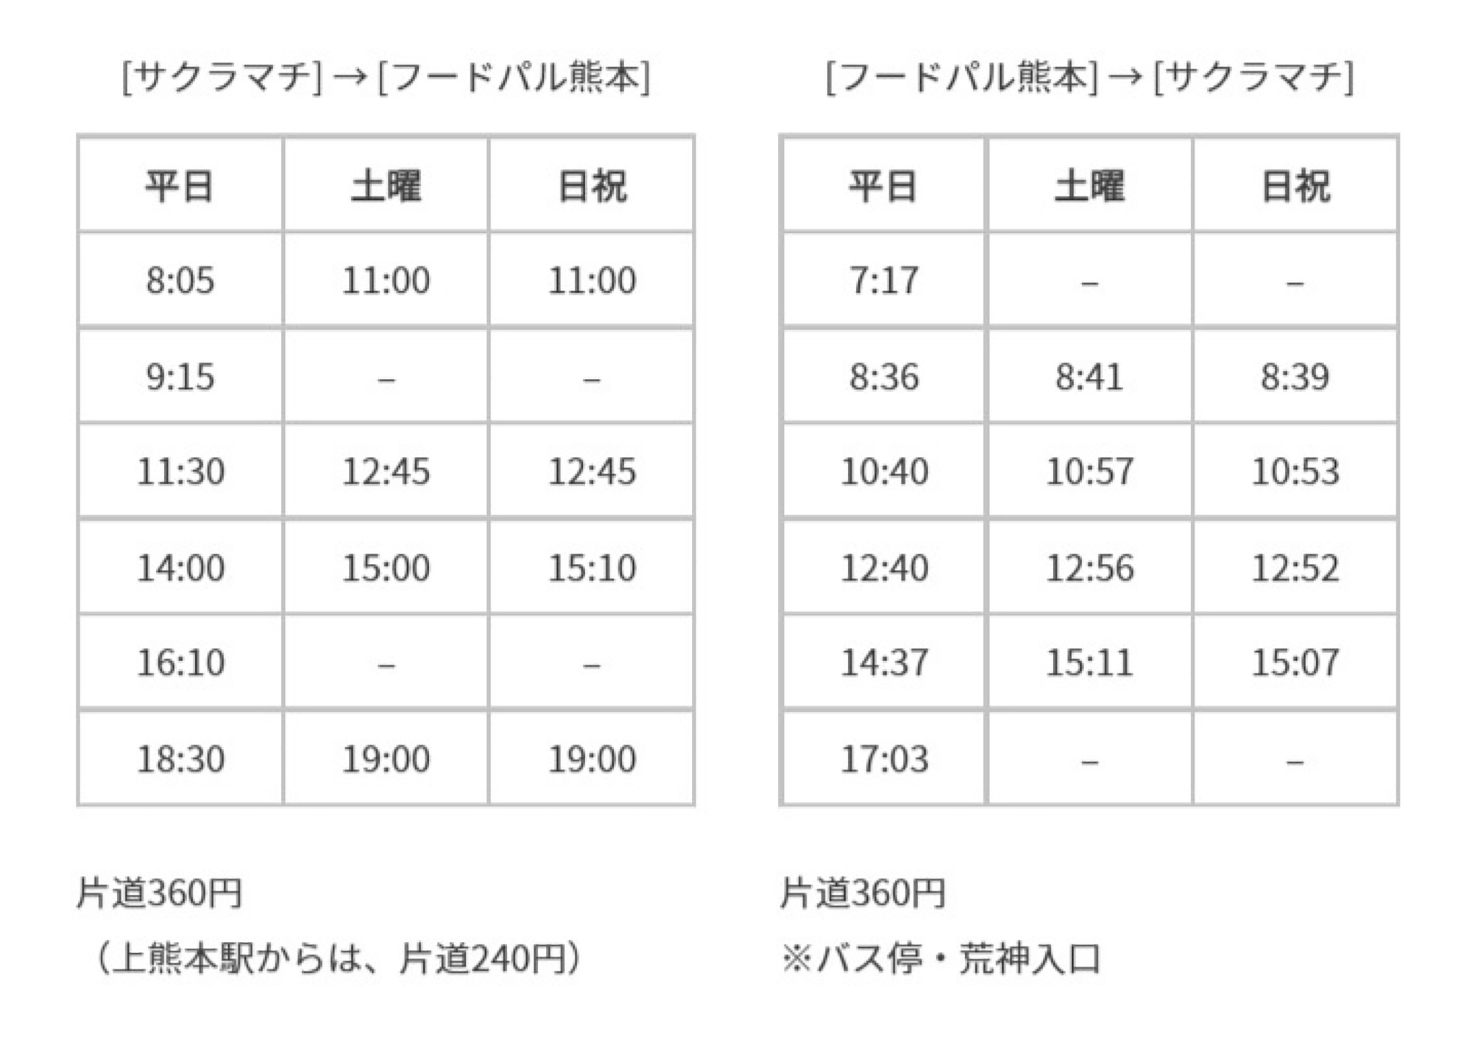 [サクラマチ]→[フードパル熊本]
平日 土曜 日祝
8:05 11:00 11:00
9:15 – –
11:30 12:45 12:45
14:00 15:00 15:10
16:10 – –
18:30 19:00 19:00
片道360円
（上熊本駅からは、片道240円）
[フードパル熊本]→[サクラマチ]
平日 土曜 日祝
7:17 – –
8:36 8:41 8:39
10:40 10:57 10:53
12:40 12:56 12:52
14:37 15:11 15:07
17:03 – –
片道360円
※バス停・荒神入口